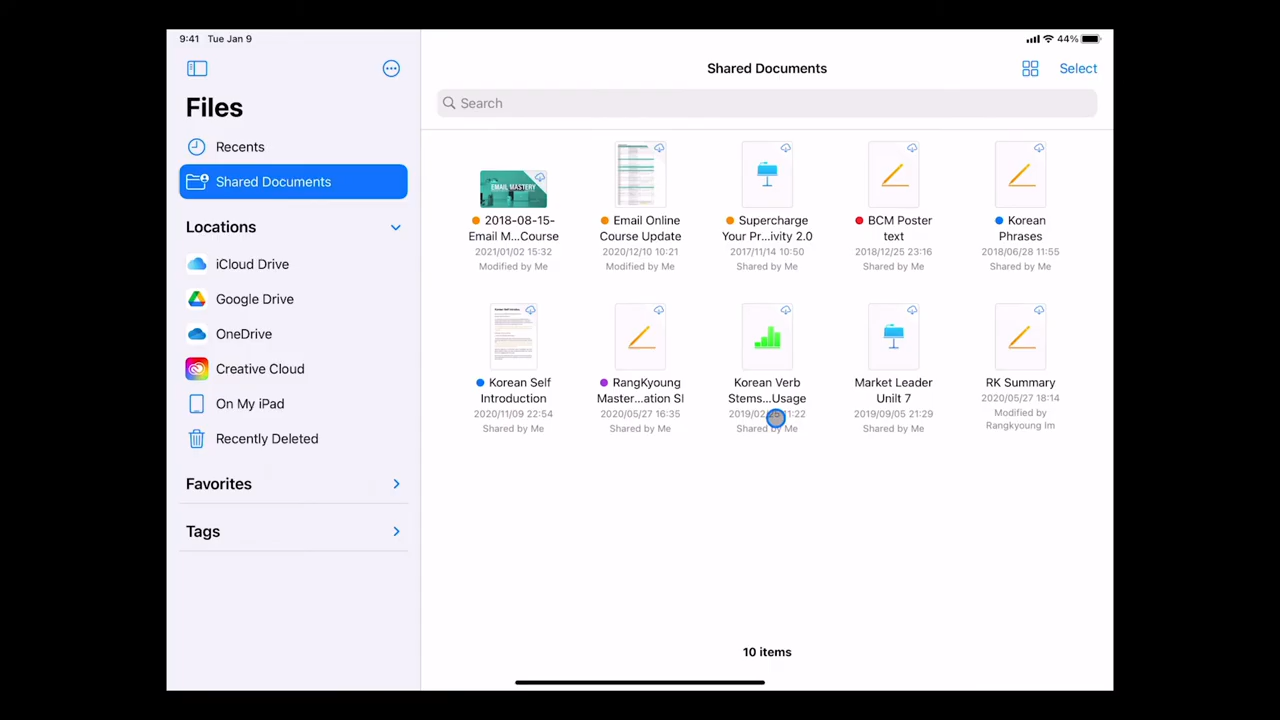 9:41 Tue Jan 9
44%
Files
Recents
Shared Documents
Locations
iCloud Drive
Google Drive
OneDrive
Creative Cloud
On My iPad
Recently Deleted
Favorites
Tags
Shared Documents
Select
Search
EMAIL MASTERY
2018-08-15-
Email M...Course
2021/01/02 15:32
Modified by Me
Email Online
Course Update
2020/12/10 10:21
Modified by Me
Supercharge
Your Pr...ivity 2.0
2017/11/14 10:50
Shared by Me
BCM Poster
text
2018/12/25 23:16
Shared by Me
Korean
Phrases
2018/06/28 11:55
Shared by Me
Korean Self
Introduction
2020/11/09 22:54
Shared by Me
RangKyoung
Master...ation SI
2020/05/27 16:35
Shared by Me
Korean Verb
Stems...Usage
Shared by Me
Market Leader
Unilt 7
2019/09/05 21:29
Shared by Me
RK Summary
2020/05/27 18:14
Modified by
Rangkyoung Im
10 items